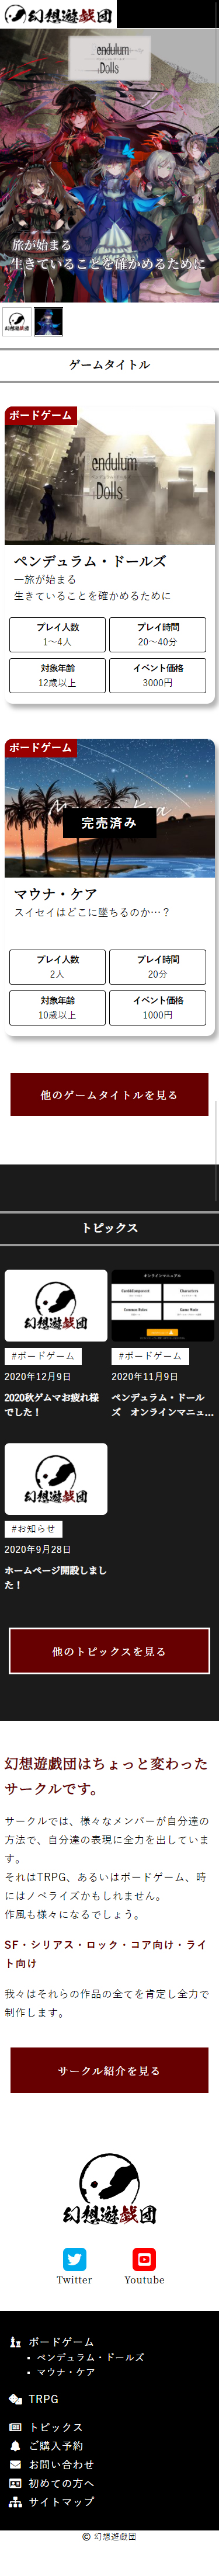 幻想遊戯団
endulum
Dolls
旅が始まる
生きていることを確かめるために
幻想遊戯団
ゲームタイトル
ボードゲーム
endulum
Dolls
ペンデュラム・ドールズ
―旅が始まる
生きていることを確かめるために
プレイ人数
1〜4人
プレイ時間
20〜40分
対象年齢
12歳以上
イベント価格
3000円
ボードゲーム
完売済み
マウナ・ケア
スイセイはどこに墜ちるのか…？
プレイ人数
2人
プレイ時間
20分
対象年齢
10歳以上
イベント価格
1000円
他のゲームタイトルを見る
トピックス
幻想遊戯団
#ボードゲーム
2020年12月9日
2020秋ゲムマお疲れ様
でした！
オンラインマニュアル
Card&Component
Characters
Common Rules
Game Mode
#ボードゲーム
2020年11月9日
ペンデュラム・ドール
ズ　オンラインマニュ...
幻想遊戯団
#お知らせ
2020年9月28日
ホームページ開設しまし
た！
他のトピックスを見る
幻想遊戯団はちょっと変わった
サークルです。
サークルでは、様々なメンバーが自分達の
方法で、自分達の表現に全力を出していま
す。
それはTRPG、あるいはボードゲーム、時
にはノベライズかもしれません。
作風も様々になるでしょう。
SF・シリアス・ロック・コア向け・ライ
ト向け
我々はそれらの作品の全てを肯定し全力で
制作します。
サークル紹介を見る
幻想遊戯団
Twitter
Youtube
ボードゲーム
ペンデュラム・ドールズ
マウナ・ケア
TRPG
トピックス
ご購入予約
お問い合わせ
初めての方へ
サイトマップ
© 幻想遊戯団